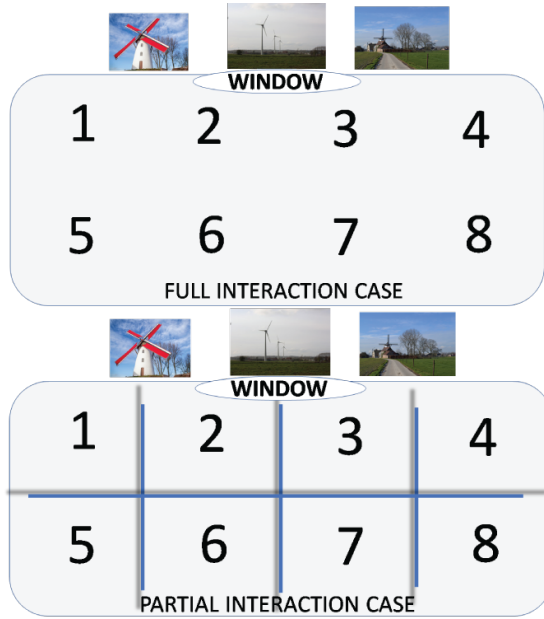 WINDOW
1 2 3 4
5 6 7 8
FULL INTERACTION CASE
WINDOW
1 2 3 4
5 6 7 8
PARTIAL INTERACTION CASE